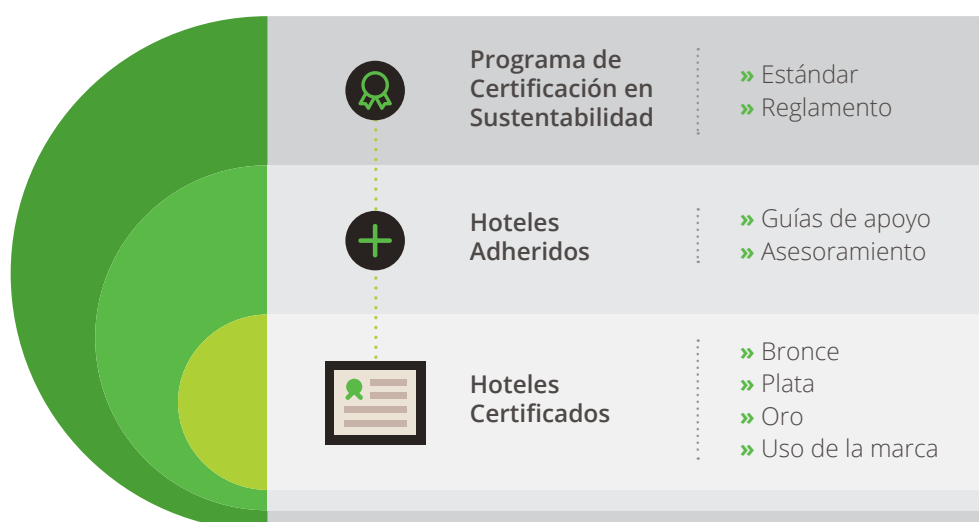 Programa de
Certificación en
Sustentabilidad
» Estándar
» Reglamento
Hoteles
Adheridos
» Guías de apoyo
» Asesoramiento
Hoteles
Certificados
» Bronce
» Plata
» Oro
» Uso de la marca